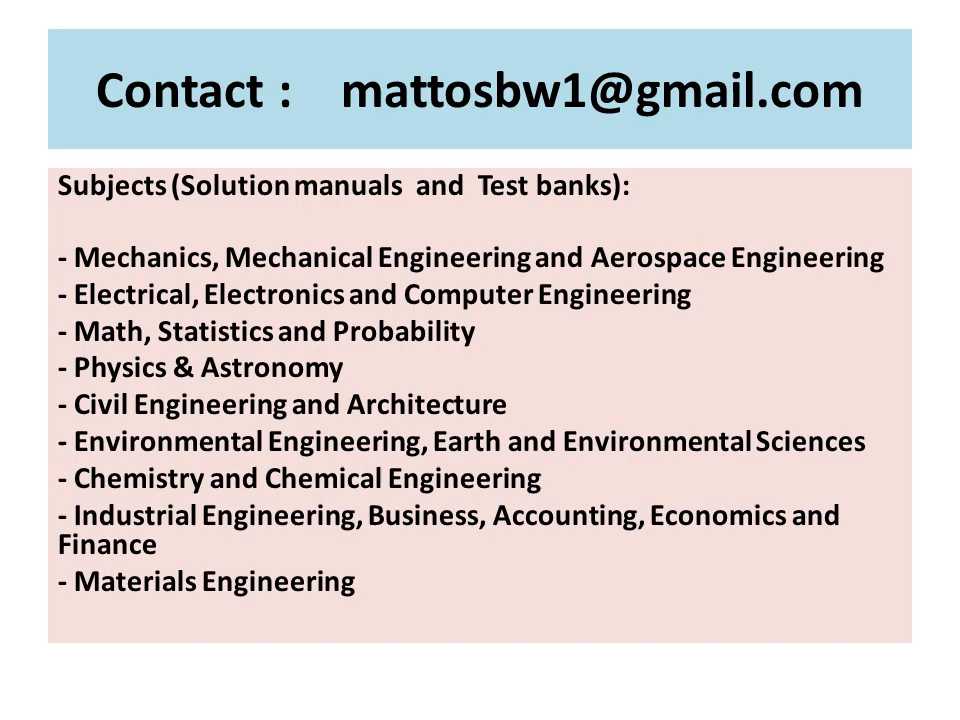 Contact : mattosbw1@gmail.com
Subjects (Solution manuals and Test banks):
- Mechanics, Mechanical Engineering and Aerospace Engineering
- Electrical, Electronics and Computer Engineering
- Math, Statistics and Probability
- Physics & Astronomy
- Civil Engineering and Architecture
- Environmental Engineering, Earth and Environmental Sciences
- Chemistry and Chemical Engineering
- Industrial Engineering, Business, Accounting, Economics and
Finance
- Materials Engineering